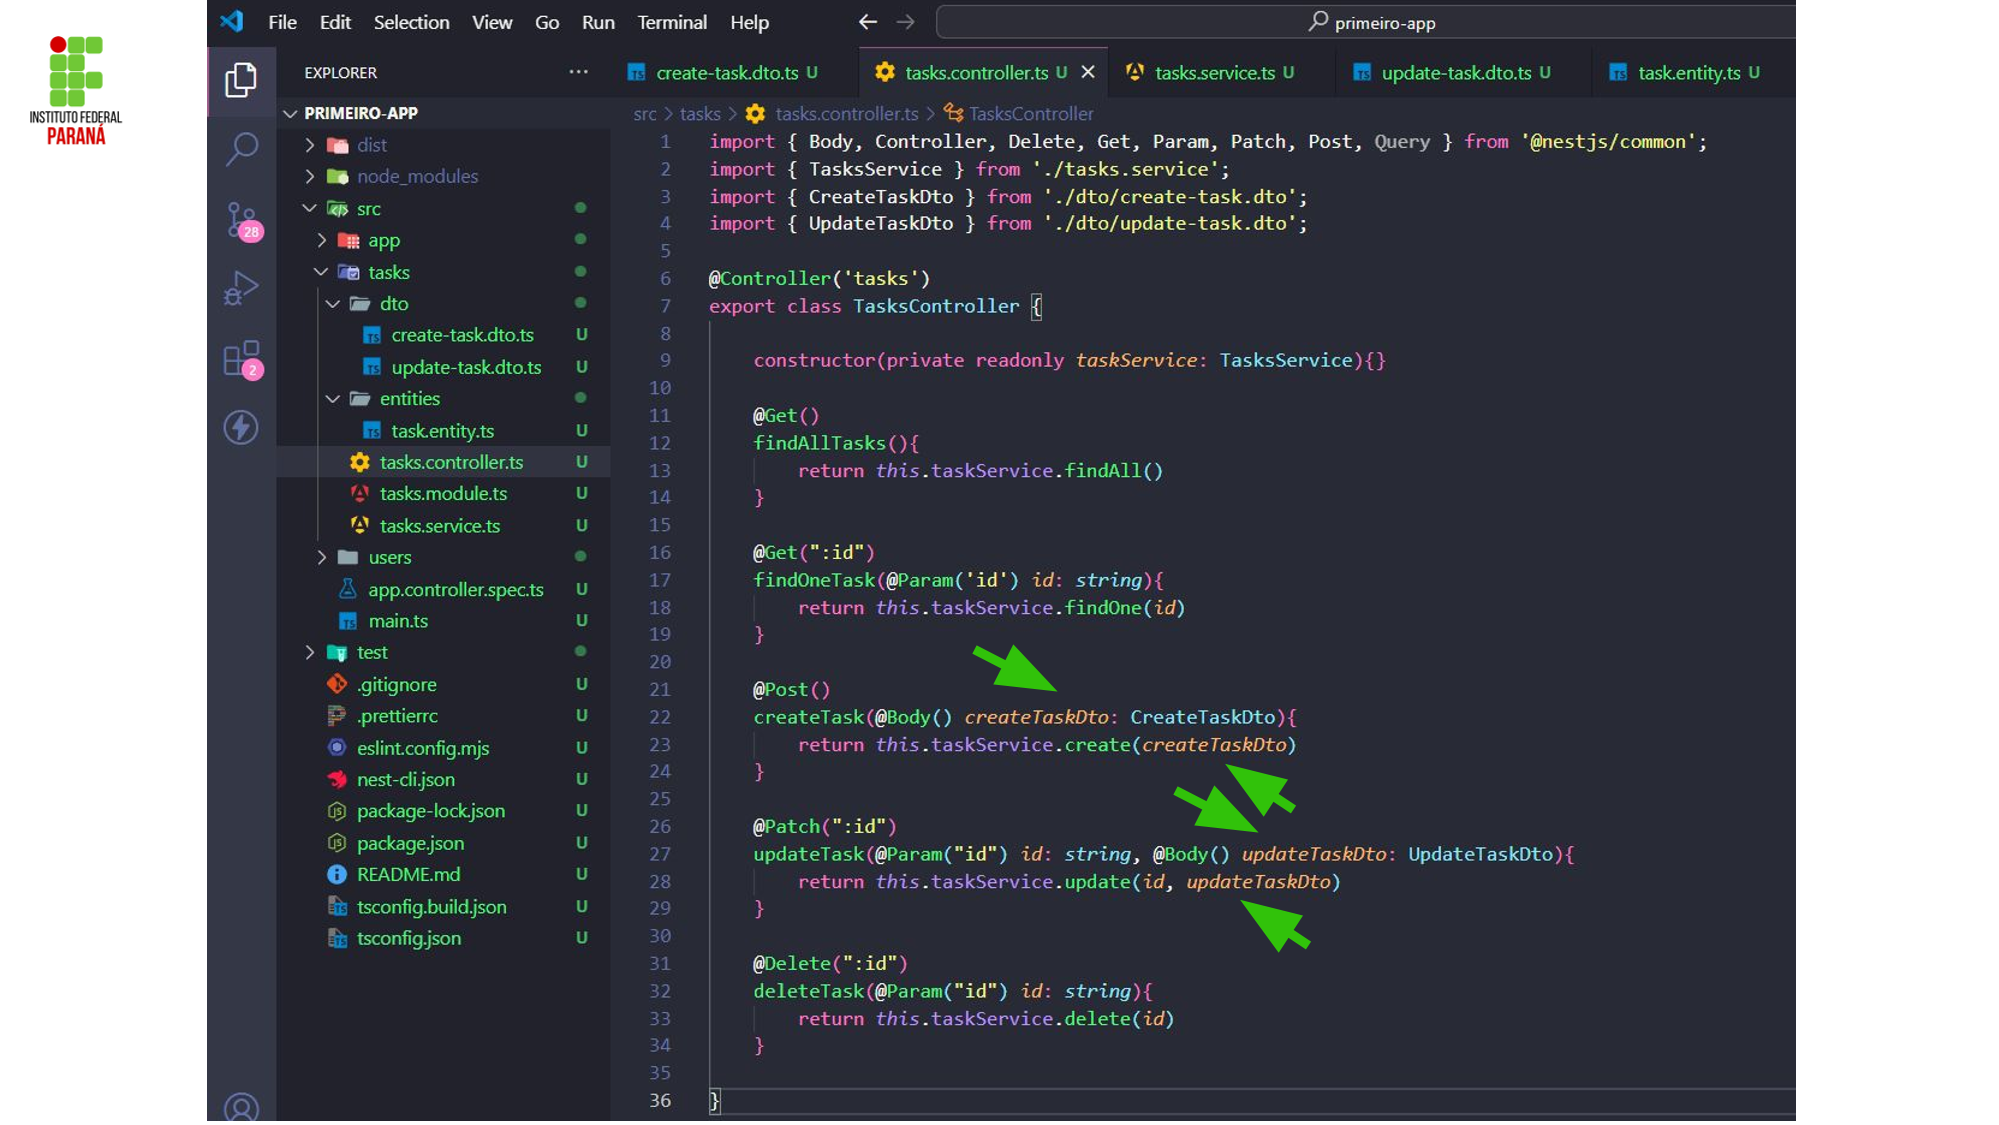 INSTITUTO FEDERAL
PARANÁ
File Edit Selection View Go Run Terminal Help
primeiro-app
EXPLORER ...
PRIMEIRO-APP
dist
node_modules
src
app
tasks
dto
create-task.dto.ts U
update-task.dto.ts U
entities
task.entity.ts U
tasks.controller.ts U
tasks.module.ts U
tasks.service.ts U
users
app.controller.spec.ts U
main.ts U
test
.gitignore U
.prettierrc U
eslint.config.mjs U
nest-cli.json U
package-lock.json U
package.json U
README.md U
tsconfig.build.json U
tsconfig.json U
28
2
create-task.dto.ts U tasks.controller.ts U tasks.service.ts U update-task.dto.ts U task.entity.ts U
src > tasks > tasks.controller.ts > TasksController
1 import { Body, Controller, Delete, Get, Param, Patch, Post, Query } from '@nestjs/common';
2 import { TasksService } from './tasks.service';
3 import { CreateTaskDto } from './dto/create-task.dto';
4 import { UpdateTaskDto } from './dto/update-task.dto';
5
6 @Controller('tasks')
7 export class TasksController {
8
9 constructor(private readonly taskService: TasksService){}
10
11 @Get()
12 findAllTasks(){
13 return this.taskService.findAll()
14 }
15
16 @Get(":id")
17 findOneTask(@Param('id') id: string){
18 return this.taskService.findOne(id)
19 }
20
21 @Post()
22 createTask(@Body() createTaskDto: CreateTaskDto){
23 return this.taskService.create(createTaskDto)
24 }
25
26 @Patch(":id")
27 updateTask(@Param("id") id: string, @Body() updateTaskDto: UpdateTaskDto){
28 return this.taskService.update(id, updateTaskDto)
29 }
30
31 @Delete(":id")
32 deleteTask(@Param("id") id: string){
33 return this.taskService.delete(id)
34 }
35
36 }